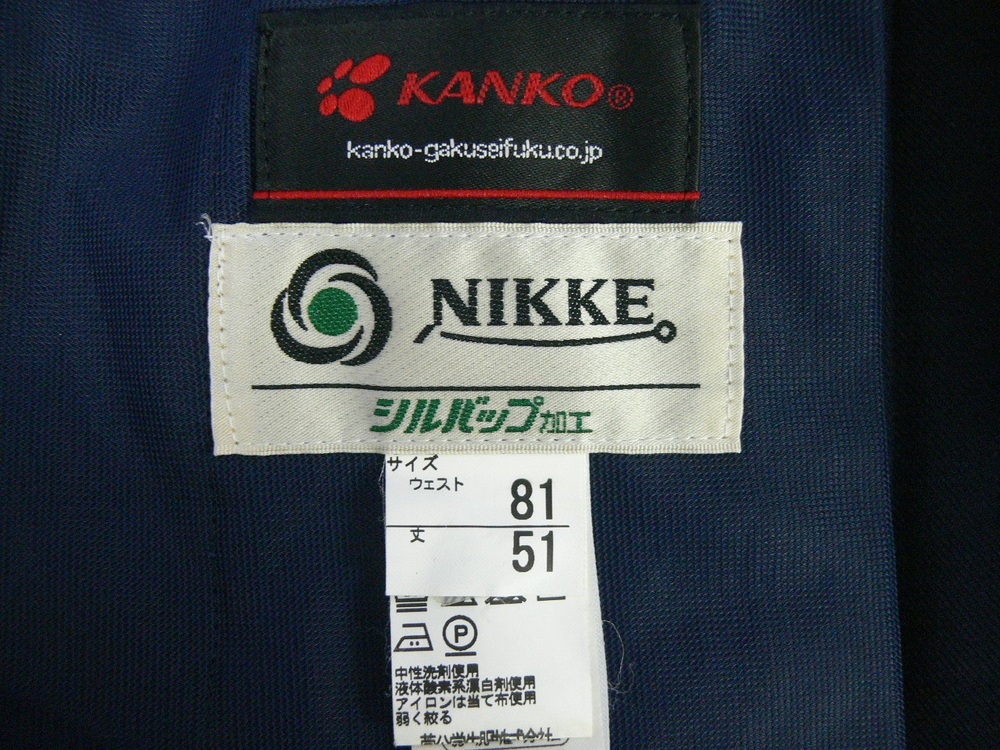 KANKO®
kanko-gakuseifuku.co.jp
NIKKE
シルバップ加工
サイズ
ウェスト 81
丈 51
P
中性洗剤使用
液体酸素系漂白剤使用
アイロンは当て布使用
弱く絞る